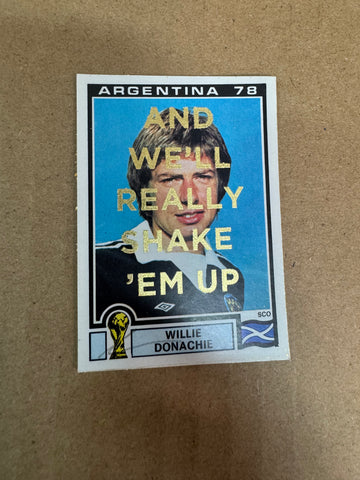 ARGENTINA 78
AND
WE'LL
REALLY
SHAKE
'EM UP
SCO
WILLIE
DONACHIE